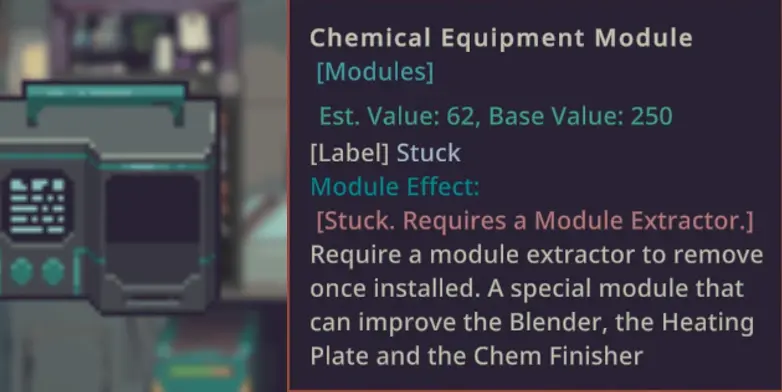 Chemical Equipment Module
[Modules]
Est. Value: 62, Base Value: 250
[Label] Stuck
Module Effect:
[Stuck. Requires a Module Extractor.]
Require a module extractor to remove
once installed. A special module that
can improve the Blender, the Heating
Plate and the Chem Finisher